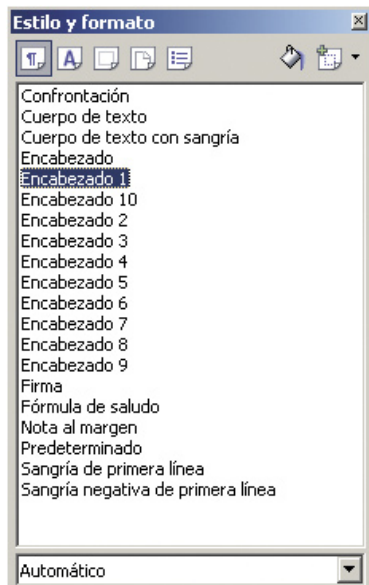 Estilo y formato
Confrontación
Cuerpo de texto
Cuerpo de texto con sangría
Encabezado
Encabezado 1
Encabezado 10
Encabezado 2
Encabezado 3
Encabezado 4
Encabezado 5
Encabezado 6
Encabezado 7
Encabezado 8
Encabezado 9
Firma
Fórmula de saludo
Nota al margen
Predeterminado
Sangría de primera línea
Sangría negativa de primera línea
Automático